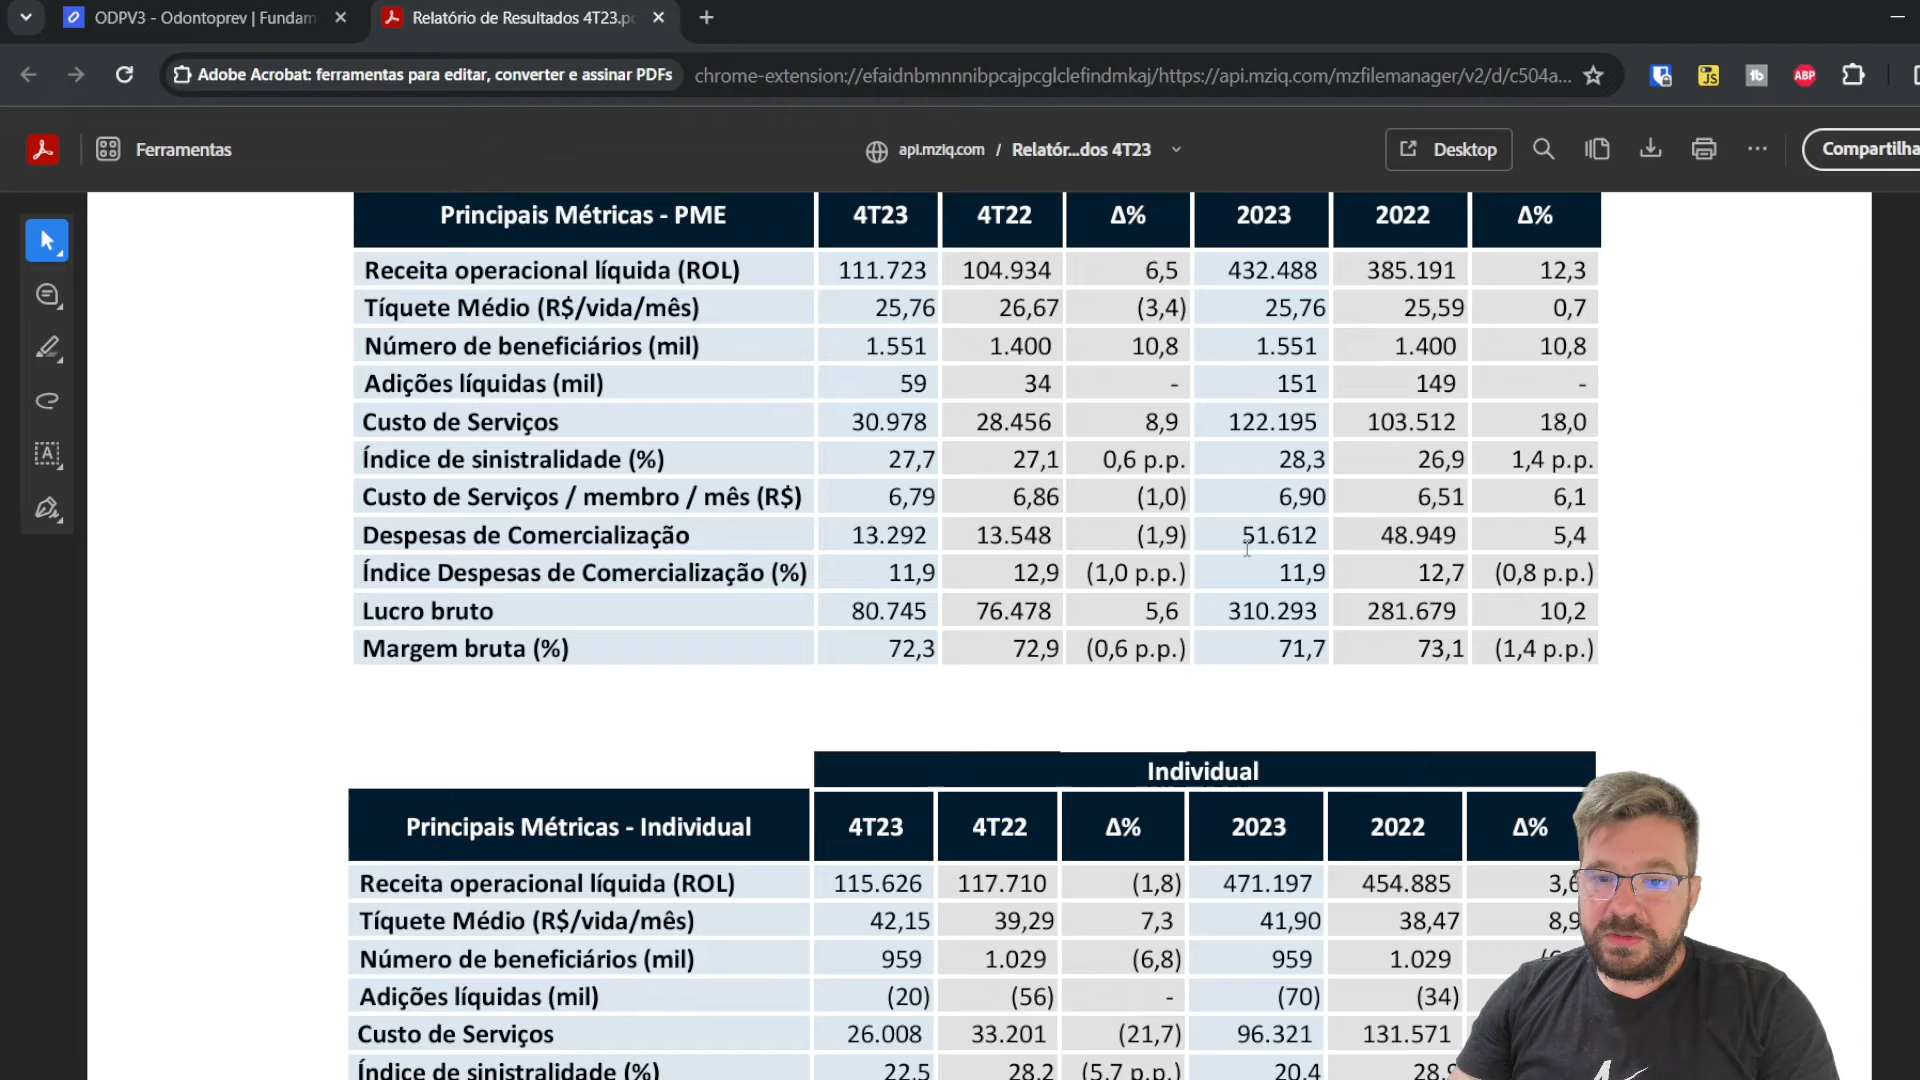 ODPV3 - Odontoprev | Fundam
Relatório de Resultados 4T23.p
Adobe Acrobat: ferramentas para editar, converter e assinar PDFs
chrome-extension://efaidnbmnnnibpcajpcglclefindmkaj/https://api.mziq.com/mzfilemanager/v2/d/c504a...
JS
tb
ABP
Ferramentas
api.mziq.com / Relatór...dos 4T23
Desktop
Compartilha
Principais Métricas - PME 4T23 4T22 Δ% 2023 2022 Δ%
Receita operacional líquida (ROL) 111.723 104.934 6,5 432.488 385.191 12,3
Tíquete Médio (R$/vida/mês) 25,76 26,67 (3,4) 25,76 25,59 0,7
Número de beneficiários (mil) 1.551 1.400 10,8 1.551 1.400 10,8
Adições líquidas (mil) 59 34 - 151 149 -
Custo de Serviços 30.978 28.456 8,9 122.195 103.512 18,0
Índice de sinistralidade (%) 27,7 27,1 0,6 p.p. 28,3 26,9 1,4 p.p.
Custo de Serviços / membro / mês (R$) 6,79 6,86 (1,0) 6,90 6,51 6,1
Despesas de Comercialização 13.292 13.548 (1,9) 51.612 48.949 5,4
Índice Despesas de Comercialização (%) 11,9 12,9 (1,0 p.p.) 11,9 12,7 (0,8 p.p.)
Lucro bruto 80.745 76.478 5,6 310.293 281.679 10,2
Margem bruta (%) 72,3 72,9 (0,6 p.p.) 71,7 73,1 (1,4 p.p.)
Individual
Principais Métricas - Individual 4T23 4T22 Δ% 2023 2022 Δ%
Receita operacional líquida (ROL) 115.626 117.710 (1,8) 471.197 454.885 3,6
Tíquete Médio (R$/vida/mês) 42,15 39,29 7,3 41,90 38,47 8,9
Número de beneficiários (mil) 959 1.029 (6,8) 959 1.029
Adições líquidas (mil) (20) (56) - (70) (34)
Custo de Serviços 26.008 33.201 (21,7) 96.321 131.571
Índice de sinistralidade (%) 22,5 28,2 (5,7 p.p.) 20,4 28,9